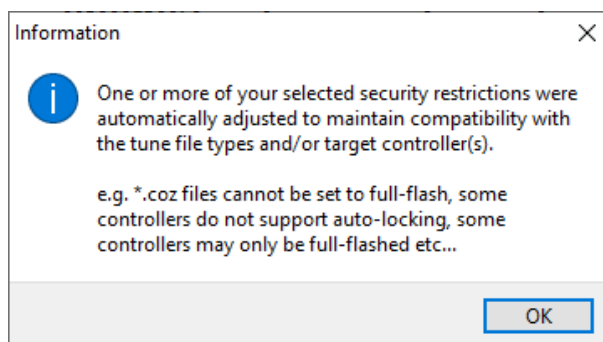 Information
One or more of your selected security restrictions were
automatically adjusted to maintain compatibility with
the tune file types and/or target controller(s).
e.g. *.coz files cannot be set to full-flash, some
controllers do not support auto-locking, some
controllers may only be full-flashed etc...
OK